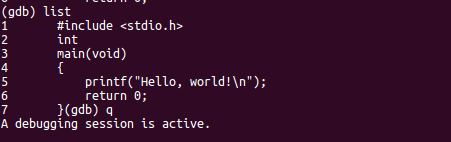 (gdb) list
1       #include <stdio.h>
2       int
3       main(void)
4       {
5           printf("Hello, world!\n");
6           return 0;
7       }(gdb) q
A debugging session is active.